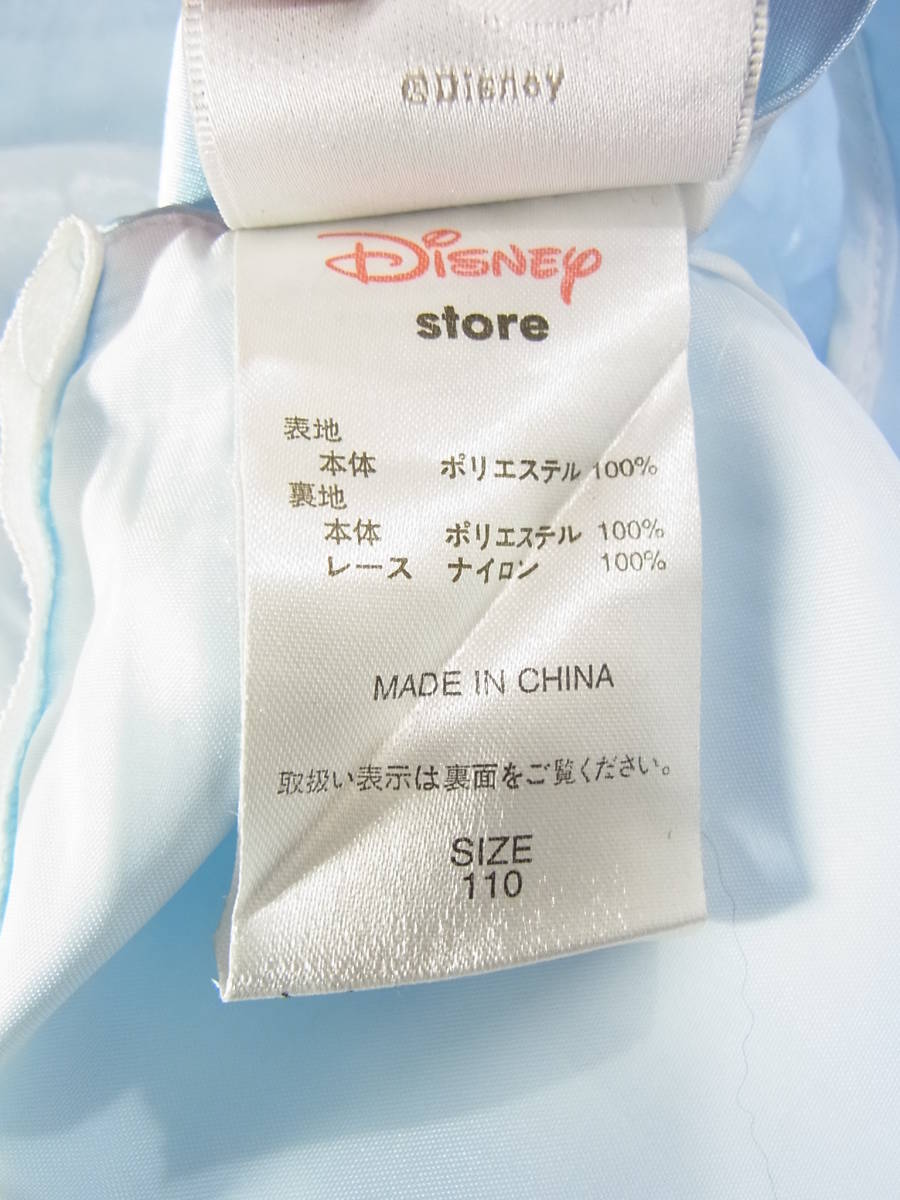 ©Disney
Disney
store
表地
本体 ポリエステル 100%
裏地
本体 ポリエステル 100%
レース ナイロン 100%
MADE IN CHINA
取扱い表示は裏面をご覧ください。
SIZE
110